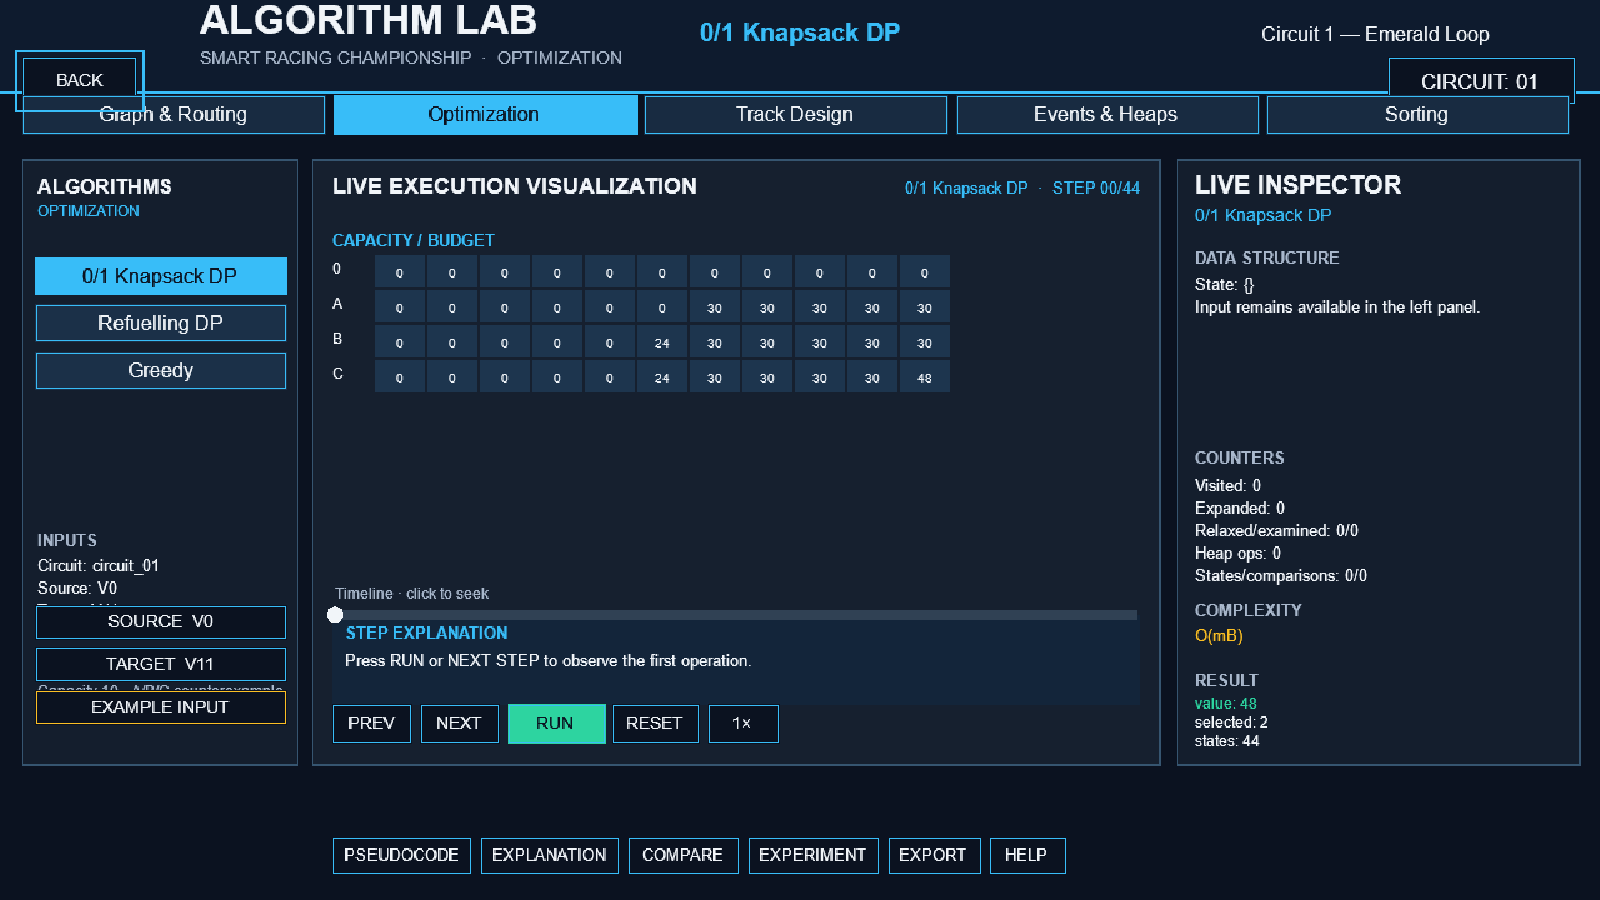 ALGORITHM LAB
0/1 Knapsack DP
Circuit 1 — Emerald Loop
SMART RACING CHAMPIONSHIP · OPTIMIZATION
BACK
CIRCUIT: 01
Graph & Routing
Optimization
Track Design
Events & Heaps
Sorting
ALGORITHMS
OPTIMIZATION
0/1 Knapsack DP
Refuelling DP
Greedy
INPUTS
Circuit: circuit_01
Source: V0
SOURCE V0
TARGET V11
EXAMPLE INPUT
LIVE EXECUTION VISUALIZATION
0/1 Knapsack DP · STEP 00/44
CAPACITY / BUDGET
0 0 0 0 0 0 0 0 0 0 0 0
A 0 0 0 0 0 0 30 30 30 30 30
B 0 0 0 0 0 24 30 30 30 30 30
C 0 0 0 0 0 24 30 30 30 30 48
Timeline · click to seek
STEP EXPLANATION
Press RUN or NEXT STEP to observe the first operation.
PREV
NEXT
RUN
RESET
1×
LIVE INSPECTOR
0/1 Knapsack DP
DATA STRUCTURE
State: {}
Input remains available in the left panel.
COUNTERS
Visited: 0
Expanded: 0
Relaxed/examined: 0/0
Heap ops: 0
States/comparisons: 0/0
COMPLEXITY
O(mB)
RESULT
value: 48
selected: 2
states: 44
PSEUDOCODE
EXPLANATION
COMPARE
EXPERIMENT
EXPORT
HELP